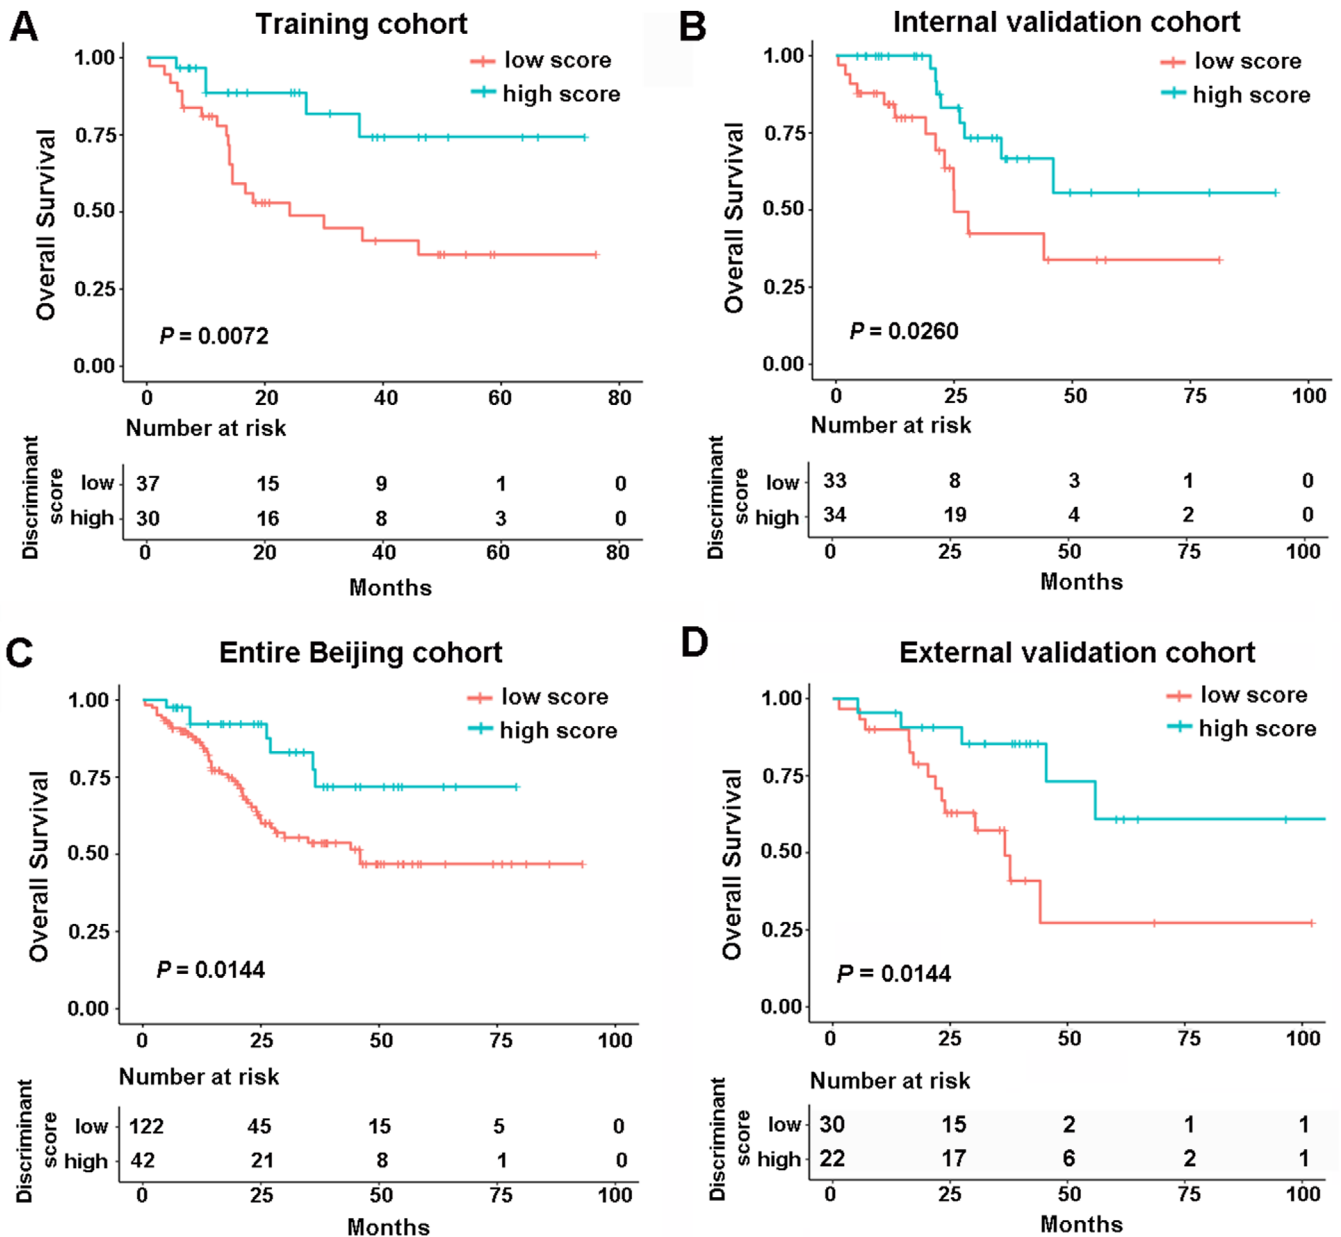 A
Training cohort
low score
high score
1.00
0.75
0.50
0.25
0.00
Overall Survival
P = 0.0072
0 20 40 60 80
Number at risk
Discriminant score
low 37 15 9 1 0
high 30 16 8 3 0
0 20 40 60 80
Months
B
Internal validation cohort
low score
high score
1.00
0.75
0.50
0.25
0.00
Overall Survival
P = 0.0260
0 25 50 75 100
Number at risk
Discriminant score
low 33 8 3 1 0
high 34 19 4 2 0
0 25 50 75 100
Months
C
Entire Beijing cohort
low score
high score
1.00
0.75
0.50
0.25
0.00
Overall Survival
P = 0.0144
0 25 50 75 100
Number at risk
Discriminant score
low 122 45 15 5 0
high 42 21 8 1 0
0 25 50 75 100
Months
D
External validation cohort
low score
high score
1.00
0.75
0.50
0.25
0.00
Overall Survival
P = 0.0144
0 25 50 75 100
Number at risk
Discriminant score
low 30 15 2 1 1
high 22 17 6 2 1
0 25 50 75 100
Months